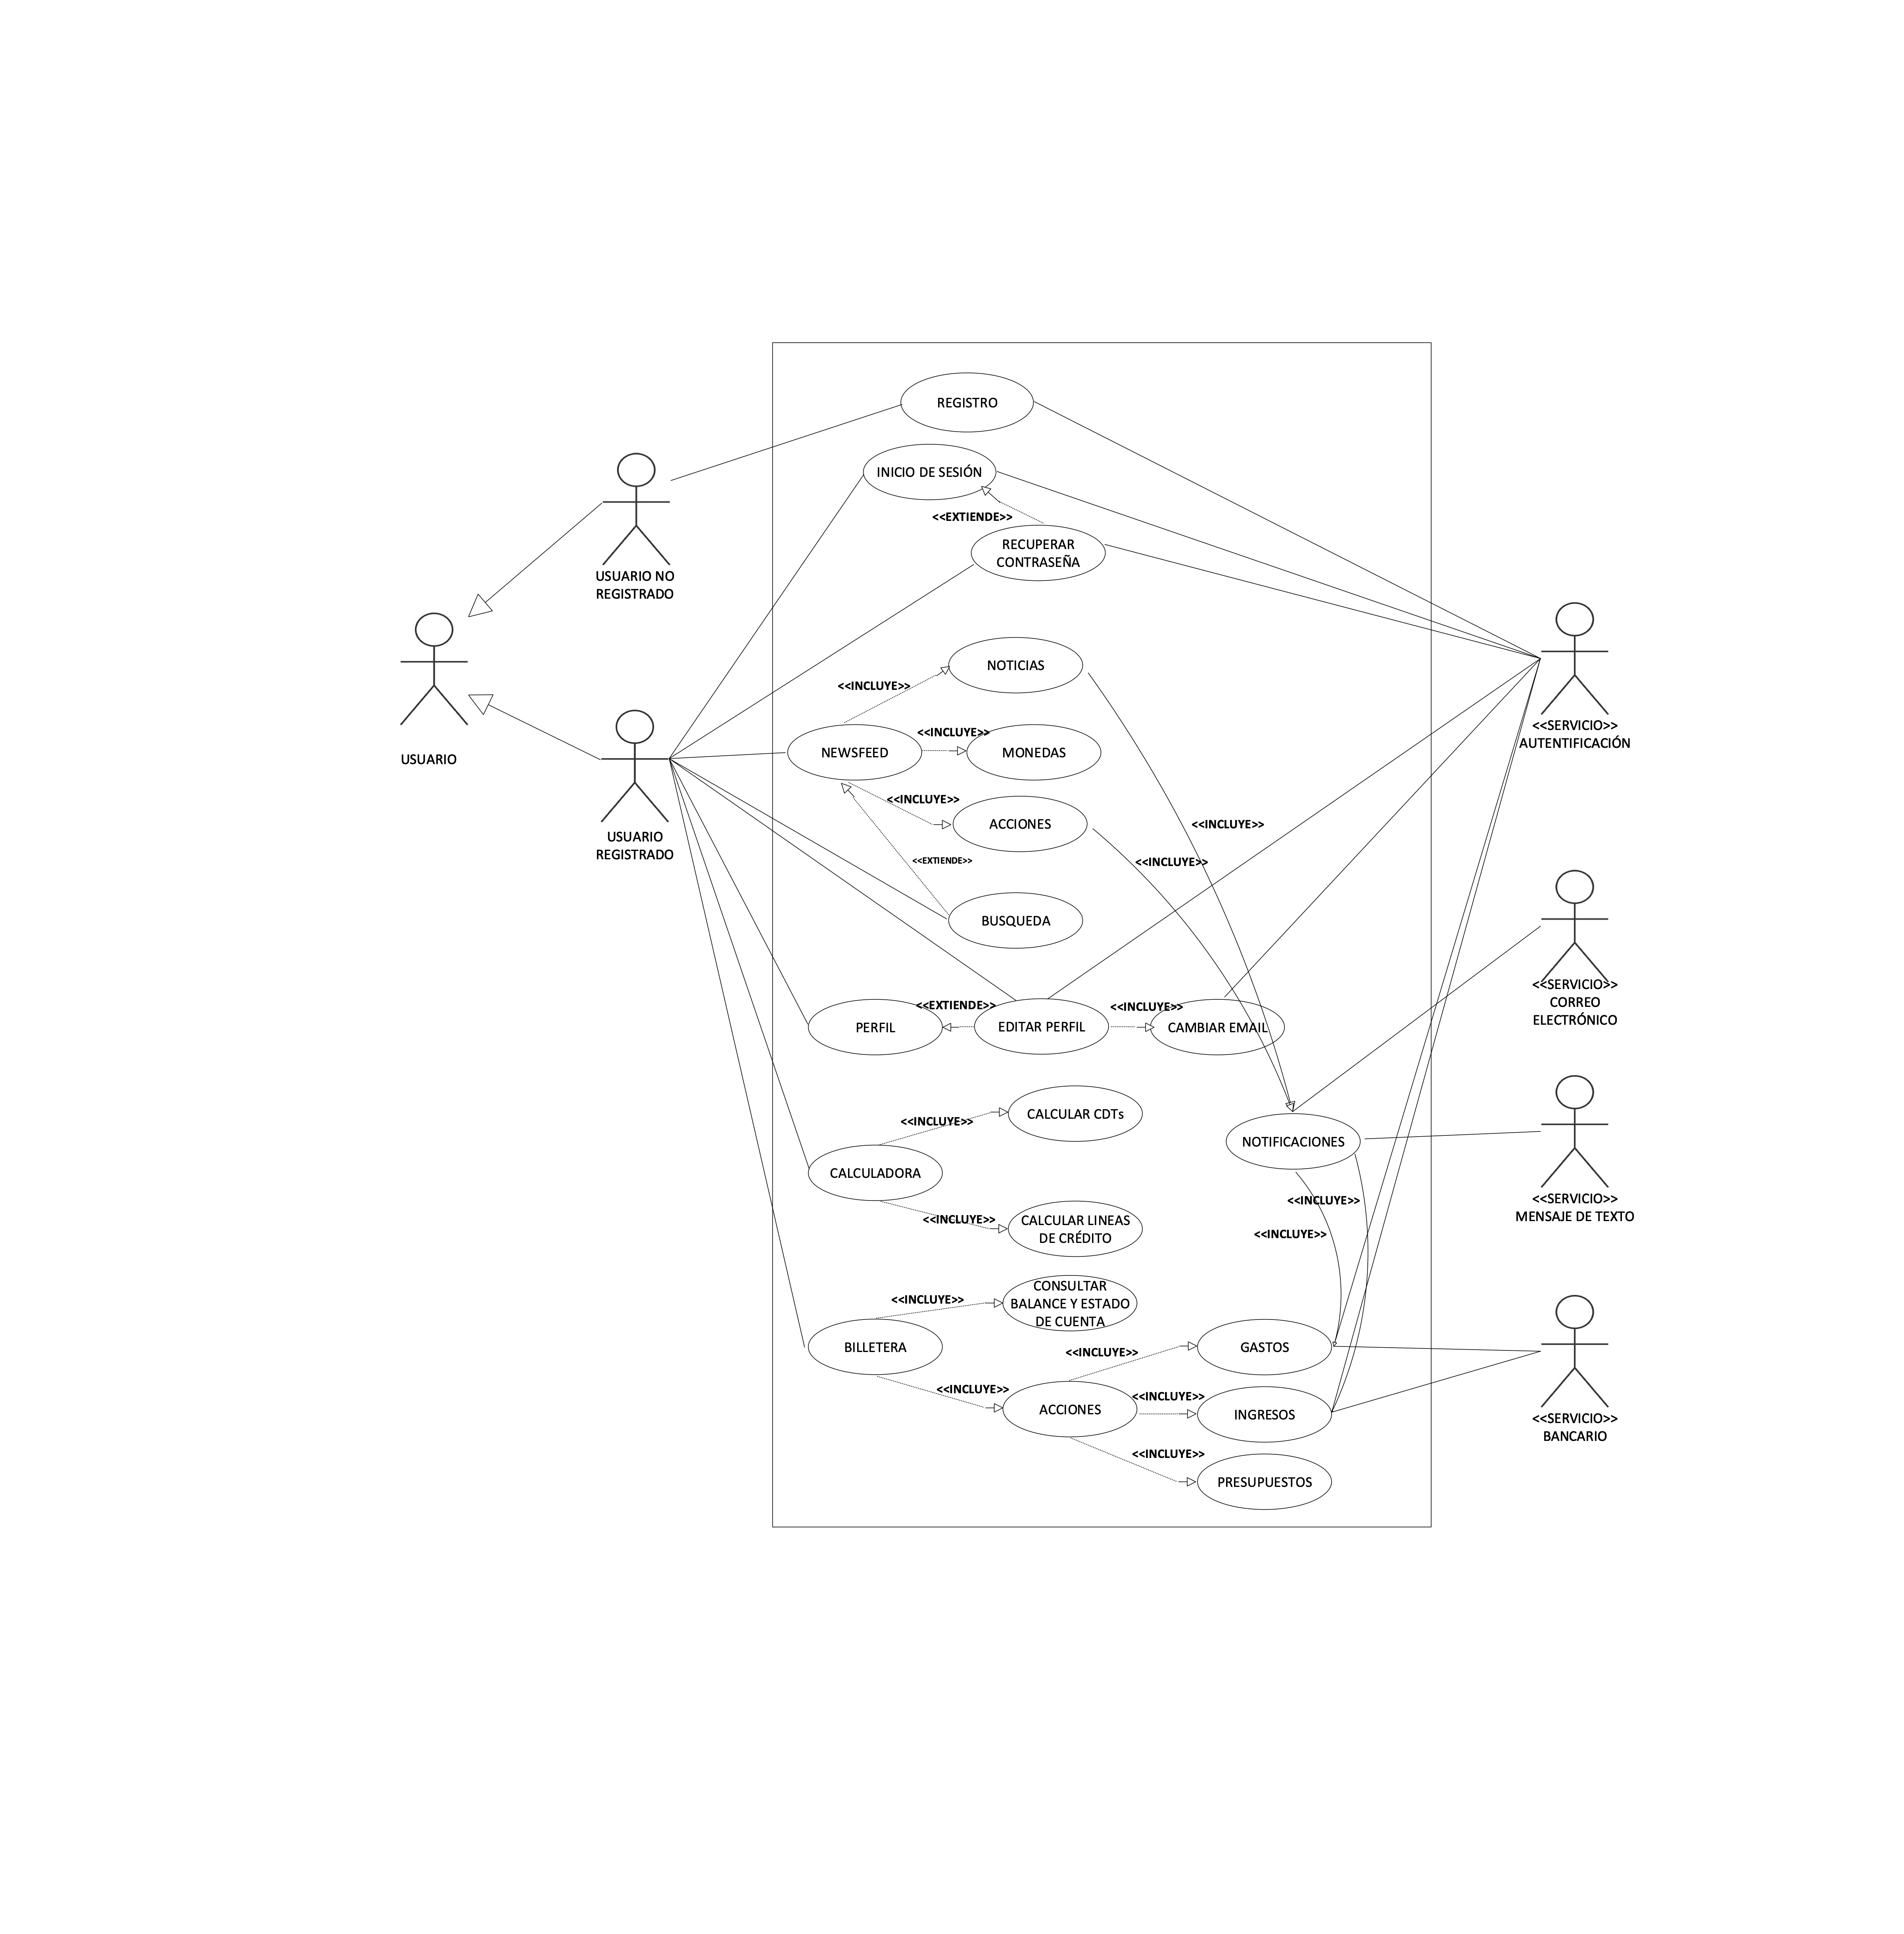 REGISTRO
INICIO DE SESIÓN
<<EXTIENDE>>
RECUPERAR
CONTRASEÑA
USUARIO NO
REGISTRADO
USUARIO
USUARIO
REGISTRADO
NOTICIAS
<<INCLUYE>>
NEWSFEED
<<INCLUYE>>
MONEDAS
<<INCLUYE>>
ACCIONES
<<EXTIENDE>>
BUSQUEDA
<<INCLUYE>>
<<INCLUYE>>
<<SERVICIO>>
AUTENTIFICACIÓN
<<SERVICIO>>
CORREO
ELECTRÓNICO
PERFIL
<<EXTIENDE>>
EDITAR PERFIL
<<INCLUYE>>
CAMBIAR EMAIL
<<INCLUYE>>
CALCULAR CDTs
CALCULADORA
<<INCLUYE>>
CALCULAR LINEAS
DE CRÉDITO
NOTIFICACIONES
<<INCLUYE>>
<<INCLUYE>>
<<SERVICIO>>
MENSAJE DE TEXTO
<<INCLUYE>>
CONSULTAR
BALANCE Y ESTADO
DE CUENTA
BILLETERA
<<INCLUYE>>
ACCIONES
<<INCLUYE>>
GASTOS
<<INCLUYE>>
INGRESOS
<<INCLUYE>>
PRESUPUESTOS
<<SERVICIO>>
BANCARIO